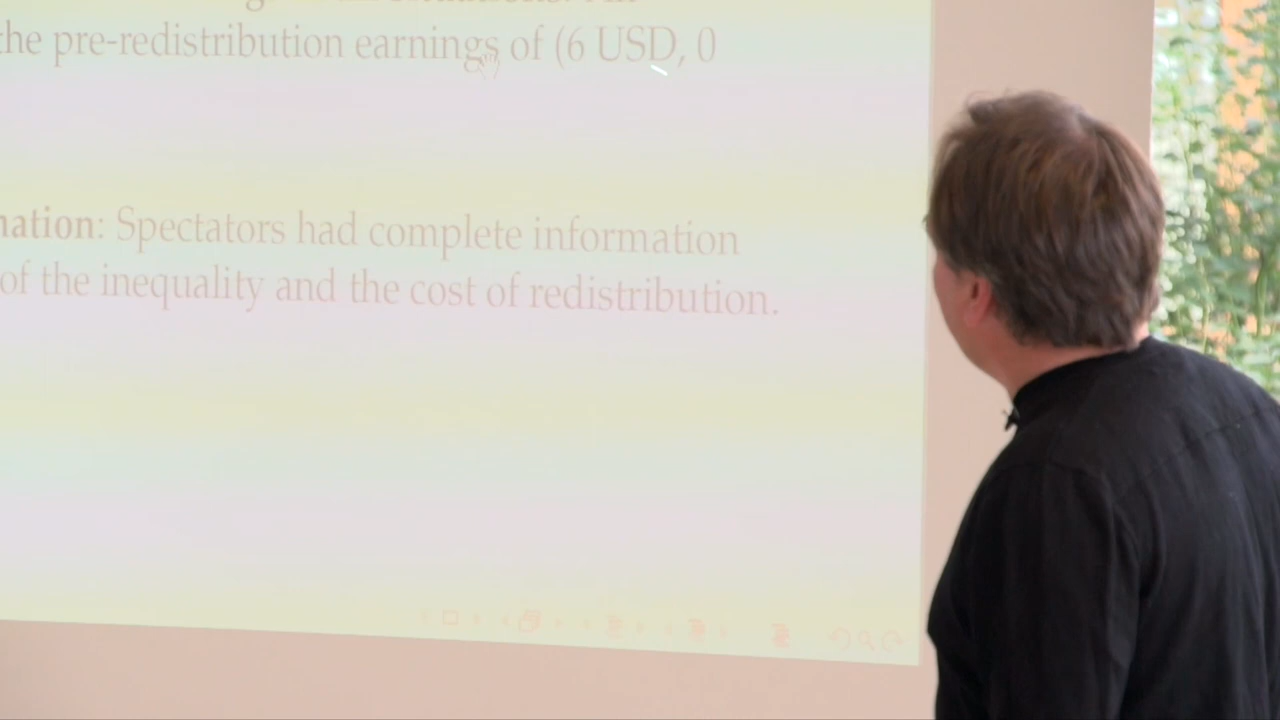 the pre-redistribution earnings of (6 USD, 0
mation: Spectators had complete information
of the inequality and the cost of redistribution.